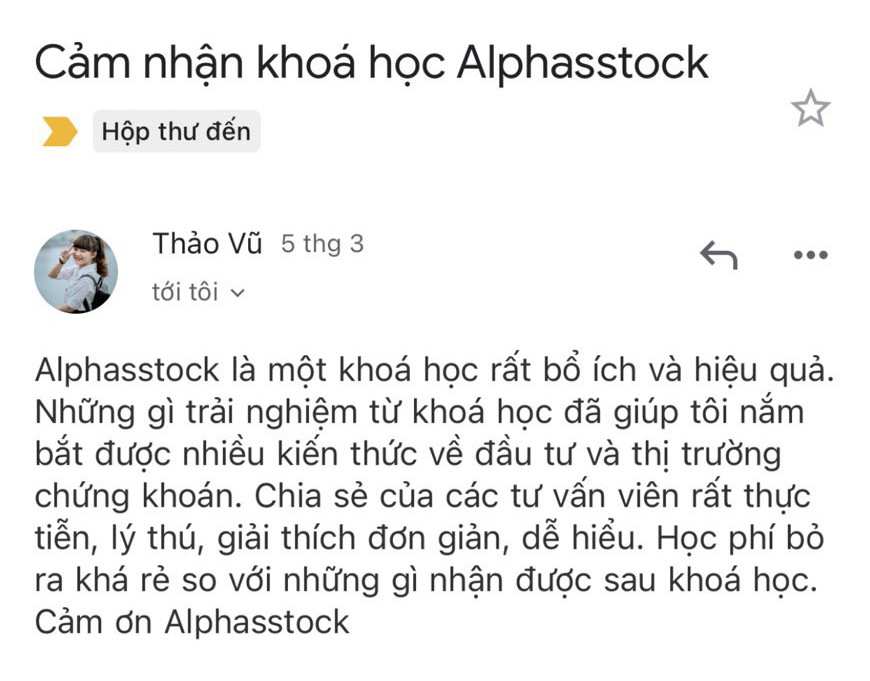 Cảm nhận khoá học Alphasstock
Hộp thư đến
Thảo Vũ 5 thg 3
tới tôi
Alphasstock là một khoá học rất bổ ích và hiệu quả.
Những gì trải nghiệm từ khoá học đã giúp tôi nắm
bắt được nhiều kiến thức về đầu tư và thị trường
chứng khoán. Chia sẻ của các tư vấn viên rất thực
tiễn, lý thú, giải thích đơn giản, dễ hiểu. Học phí bỏ
ra khá rẻ so với những gì nhận được sau khoá học.
Cảm ơn Alphasstock